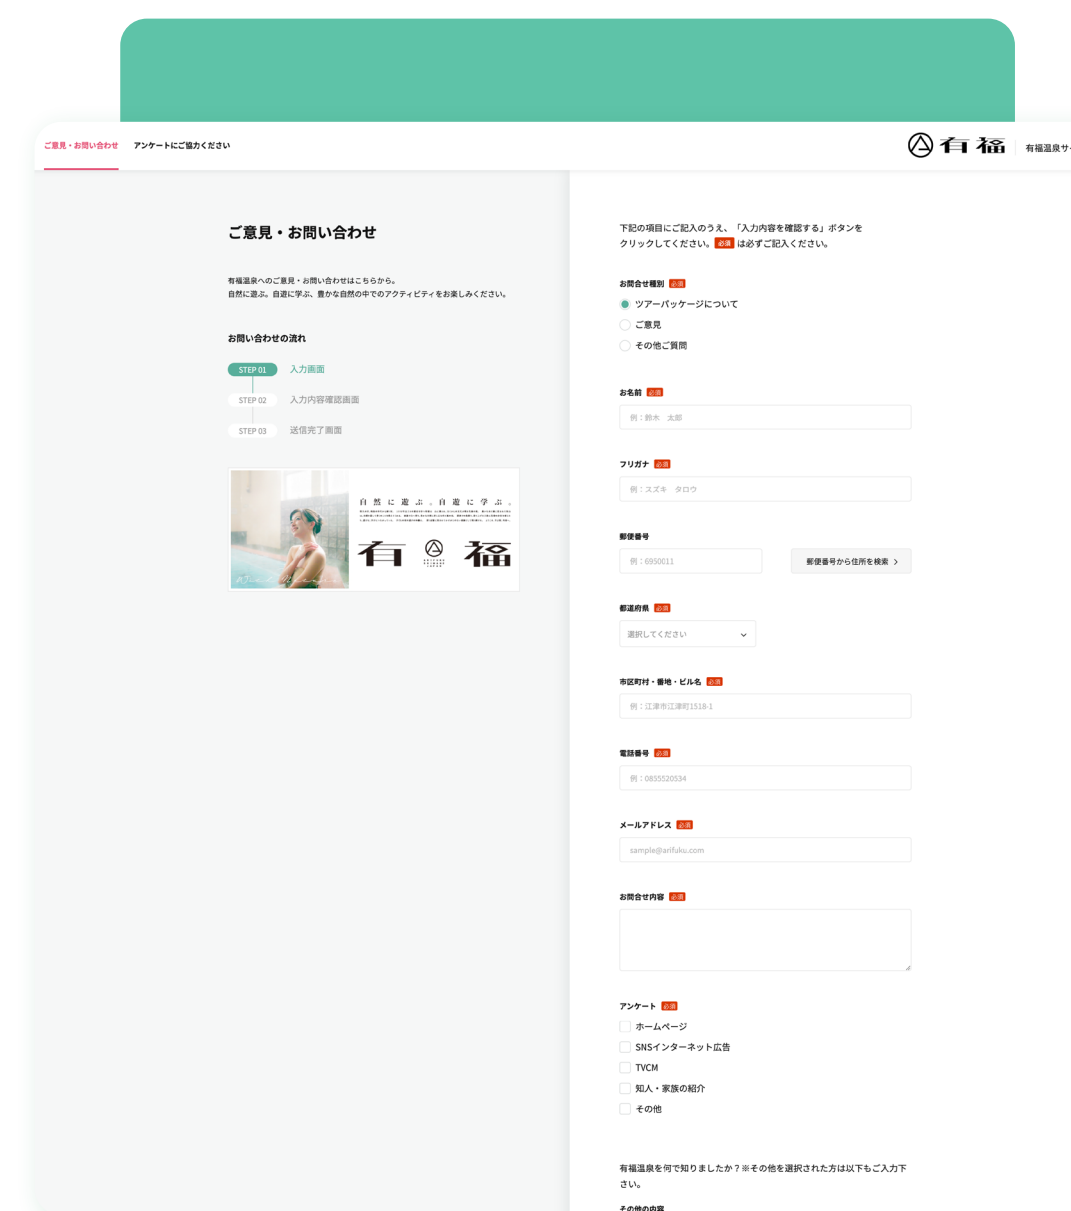 ご意見・お問い合わせ
アンケートにご協力ください
有福
有福温泉サ
ご意見・お問い合わせ
有福温泉へのご意見・お問い合わせはこちらから。
自然に遊ぶ。自遊に学ぶ、豊かな自然の中でのアクティビティをお楽しみください。
お問い合わせの流れ
STEP 01 入力画面
STEP 02 入力内容確認画面
STEP 03 送信完了画面
自然に遊ぶ。自遊に学ぶ。
有福
下記の項目にご記入のうえ、「入力内容を確認する」ボタンを
クリックしてください。必須 は必ずご記入ください。
お問合せ種別 必須
ツアーパッケージについて
ご意見
その他ご質問
お名前 必須
例：鈴木　太郎
フリガナ 必須
例：スズキ　タロウ
郵便番号
例：6950011
郵便番号から住所を検索
都道府県 必須
選択してください
市区町村・番地・ビル名 必須
例：江津市江津町1518-1
電話番号 必須
例：0855520534
メールアドレス 必須
sample@arifuku.com
お問合せ内容 必須
アンケート 必須
ホームページ
SNSインターネット広告
TVCM
知人・家族の紹介
その他
有福温泉を何で知りましたか？※その他を選択された方は以下もご入力下
さい。
その他の内容